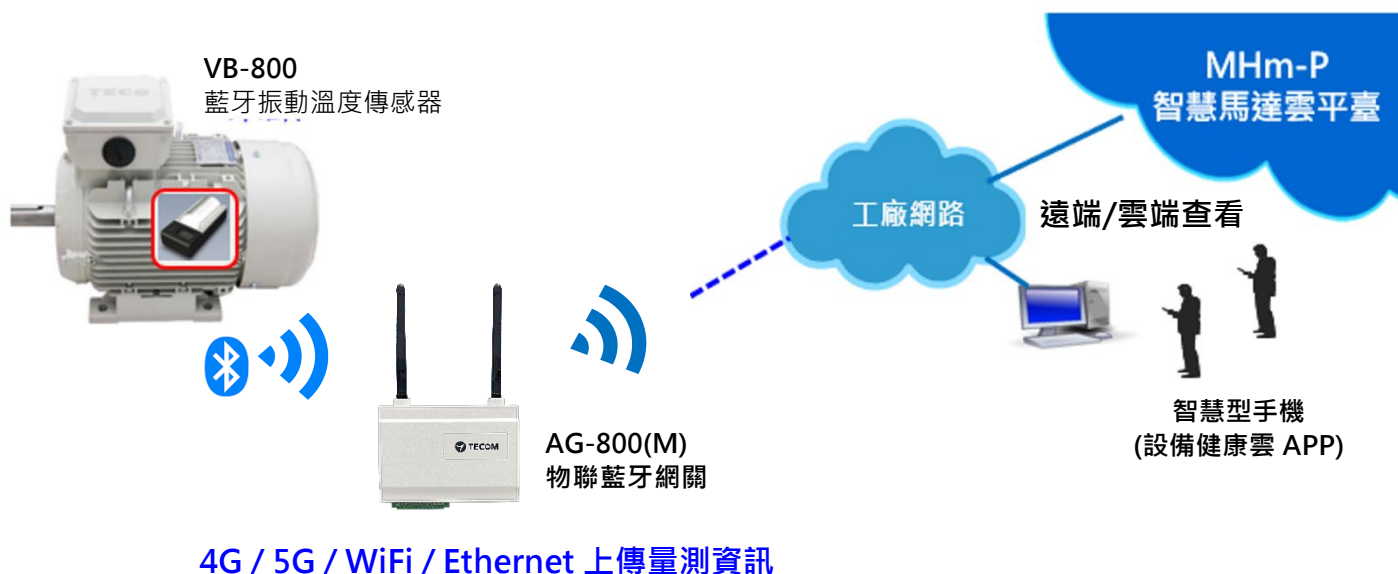 VB-800
藍牙振動溫度傳感器
TECO
MHm-P
智慧馬達雲平臺
工廠網路
遠端/雲端查看
智慧型手機
(設備健康雲 APP)
TECOM
AG-800(M)
物聯藍牙網關
4G / 5G / WiFi / Ethernet 上傳量測資訊